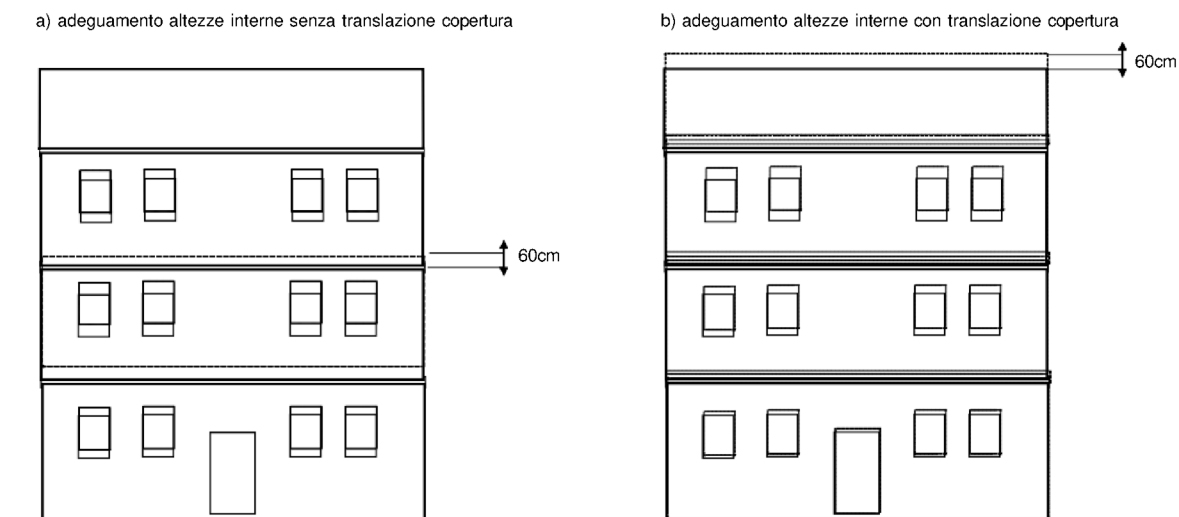 a) adeguamento altezze interne senza translazione copertura
b) adeguamento altezze interne con translazione copertura
60cm
60cm